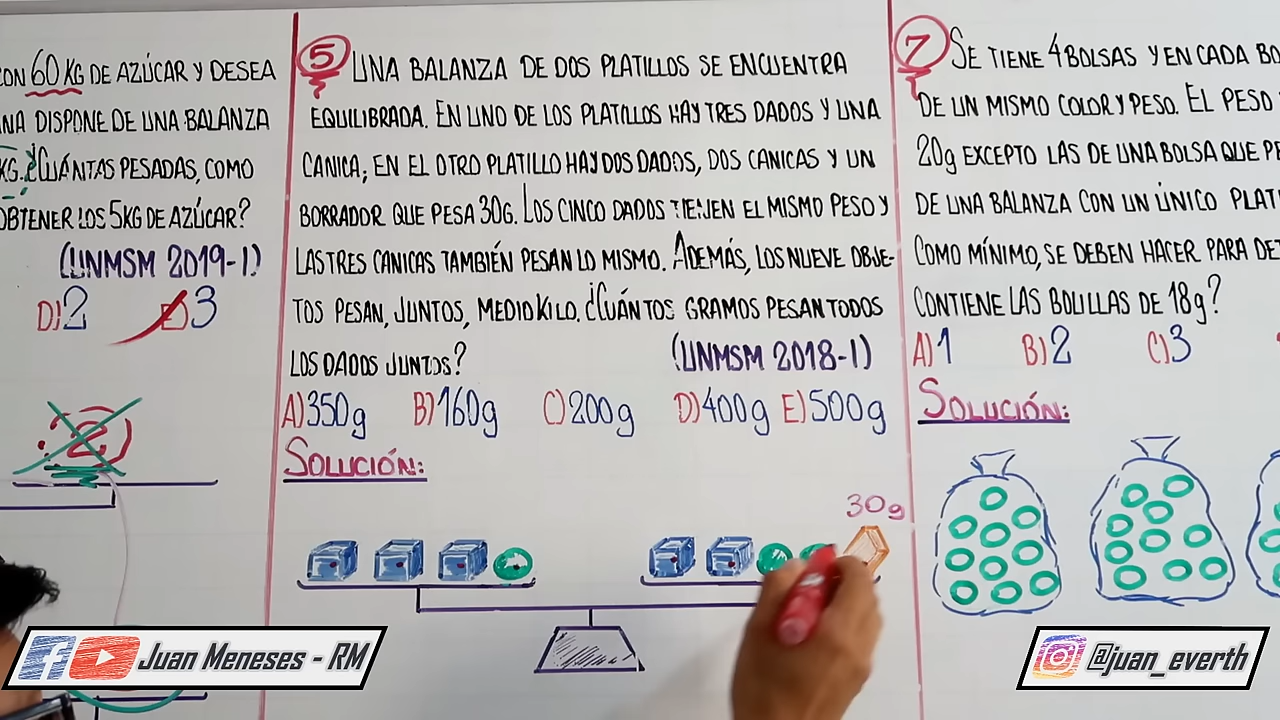 CON 60 KG DE AZÚCAR Y DESEA
NA DISPONE DE UNA BALANZA
KG. ¿CUÁNTAS PESADAS, COMO
OBTENER LOS 5KG DE AZÚCAR?
(UNMSM 2019-I)
D) 2 E) 3
2
5 UNA BALANZA DE DOS PLATILLOS SE ENCUENTRA
EQUILIBRADA. EN UNO DE LOS PLATILLOS HAY TRES DADOS Y UNA
CANICA; EN EL OTRO PLATILLO HAY DOS DADOS, DOS CANICAS Y UN
BORRADOR QUE PESA 30G. LOS CINCO DADOS TIENEN EL MISMO PESO Y
LAS TRES CANICAS TAMBIÉN PESAN LO MISMO. ADEMÁS, LOS NUEVE OBJE-
TOS PESAN, JUNTOS, MEDIO KILO. ¿CUÁNTOS GRAMOS PESAN TODOS
LOS DADOS JUNTOS? (UNMSM 2018-I)
A) 350g B) 160g C) 200g D) 400g E) 500g
SOLUCIÓN:
30g
7 SE TIENE 4 BOLSAS Y EN CADA BO
DE UN MISMO COLOR Y PESO. EL PESO
20g EXCEPTO LAS DE UNA BOLSA QUE PE
DE UNA BALANZA CON UN ÚNICO PLATI
COMO MÍNIMO, SE DEBEN HACER PARA DE
CONTIENE LAS BOLILLAS DE 18g?
A) 1 B) 2 C) 3
SOLUCIÓN:
Juan Meneses - RM
@juan_everth